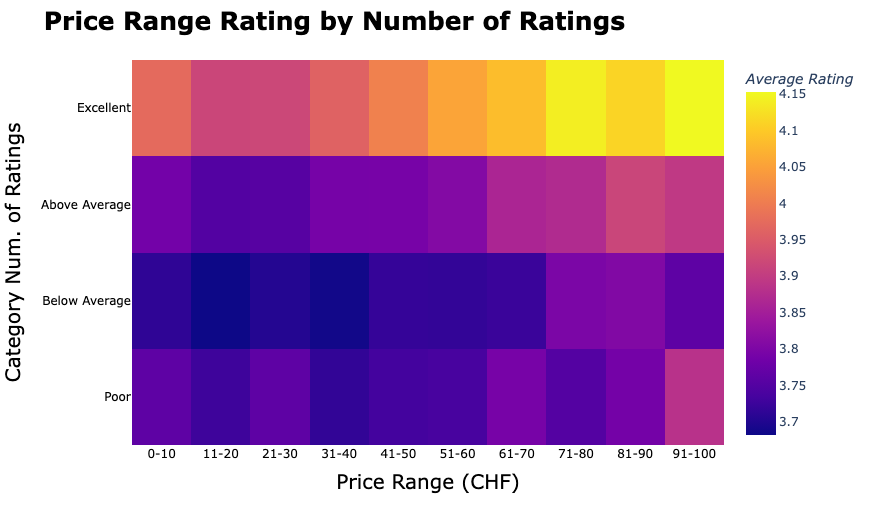 Price Range Rating by Number of Ratings
Average Rating
4.15
4.1
4.05
4
3.95
3.9
3.85
3.8
3.75
3.7
Category Num. of Ratings
Excellent
Above Average
Below Average
Poor
0-10 11-20 21-30 31-40 41-50 51-60 61-70 71-80 81-90 91-100
Price Range (CHF)